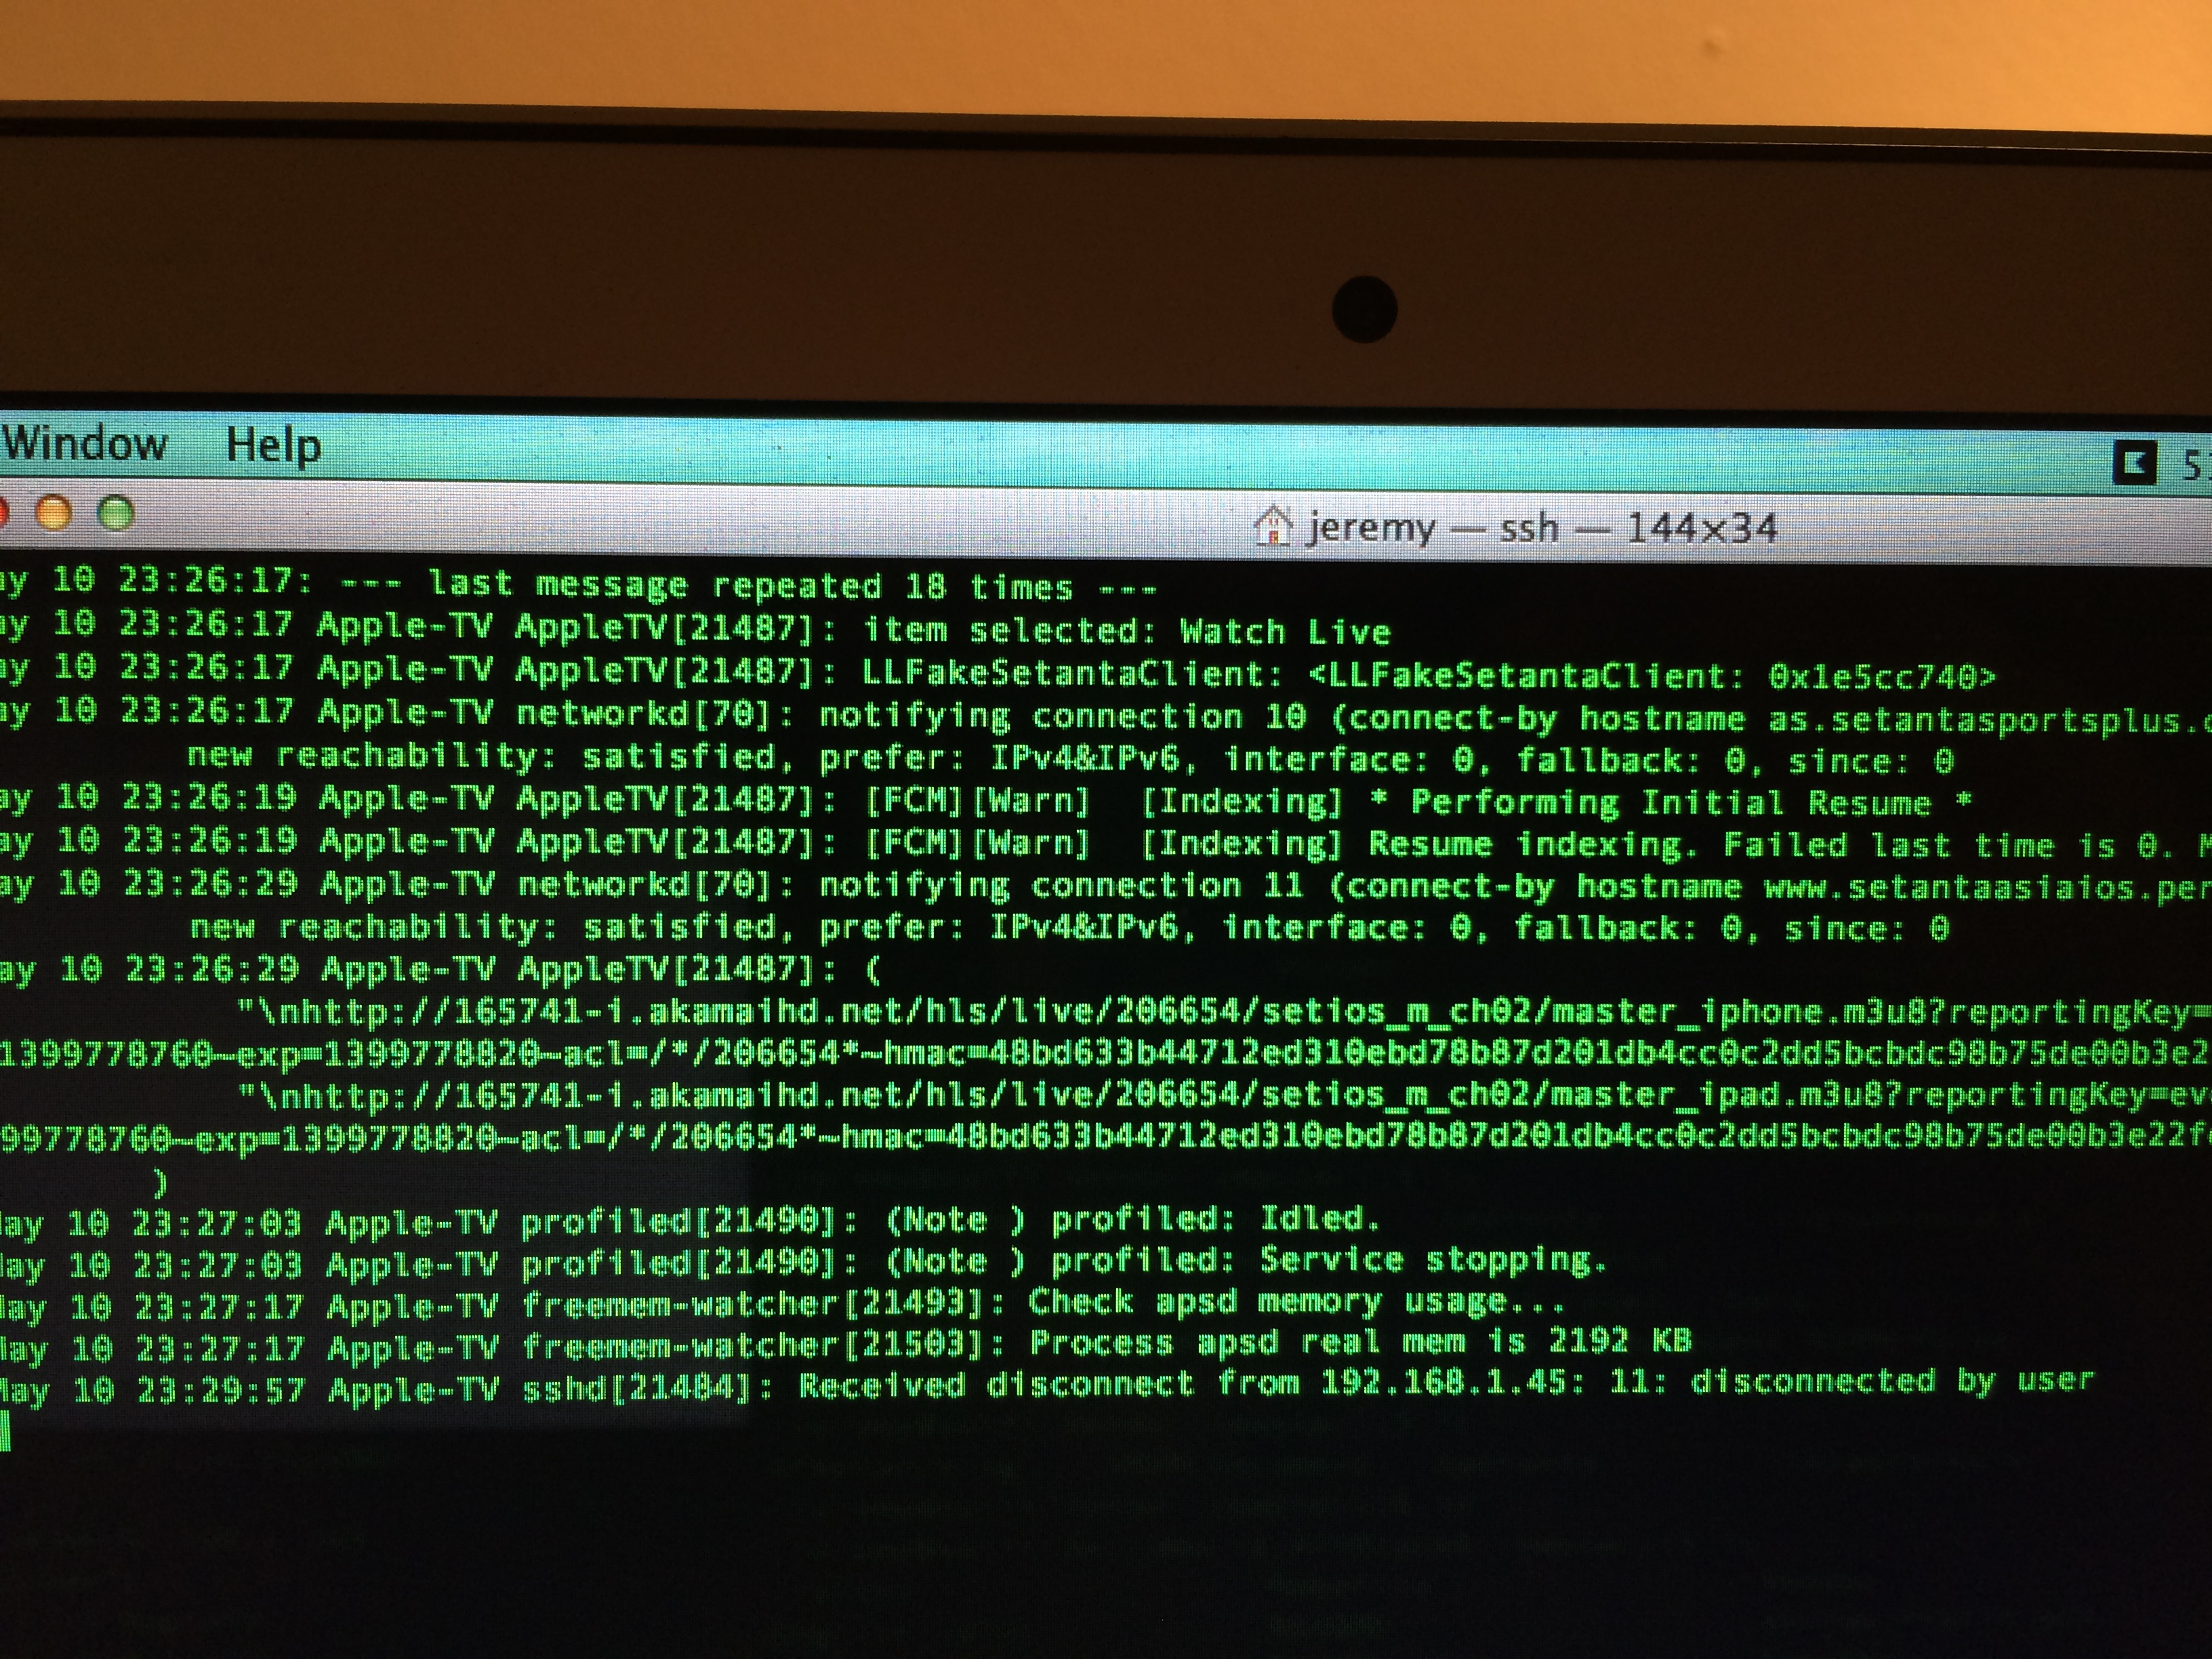 Window Help
jeremy — ssh — 144x34
ay 10 23:26:17: --- last message repeated 18 times ---
ay 10 23:26:17 Apple-TV AppleTV[21487]: item selected: Watch Live
ay 10 23:26:17 Apple-TV AppleTV[21487]: LLFakeSetantaClient: <LLFakeSetantaClient: 0x1e5cc740>
ay 10 23:26:17 Apple-TV networkd[70]: notifying connection 10 (connect-by hostname as.setantasportsplus.
new reachability: satisfied, prefer: IPv4&IPv6, interface: 0, fallback: 0, since: 0
ay 10 23:26:19 Apple-TV AppleTV[21487]: [FCM][Warn] [Indexing] * Performing Initial Resume *
ay 10 23:26:19 Apple-TV AppleTV[21487]: [FCM][Warn] [Indexing] Resume indexing. Failed last time is 0.
ay 10 23:26:29 Apple-TV networkd[70]: notifying connection 11 (connect-by hostname www.setantaasiaios.per
new reachability: satisfied, prefer: IPv4&IPv6, interface: 0, fallback: 0, since: 0
ay 10 23:26:29 Apple-TV AppleTV[21487]: (
"\nhttp://165741-i.akamaihd.net/hls/live/206654/setios_m_ch02/master_iphone.m3u8?reportingKey=
1399778760~exp=1399778820~acl=/*/206654*~hmac=48bd633b44712ed310ebd78b87d201db4cc0c2dd5bcbdc98b75de00b3e2
"\nhttp://165741-i.akamaihd.net/hls/live/206654/setios_m_ch02/master_ipad.m3u8?reportingKey=ev
99778760~exp=1399778820~acl=/*/206654*~hmac=48bd633b44712ed310ebd78b87d201db4cc0c2dd5bcbdc98b75de00b3e22f
)
May 10 23:27:03 Apple-TV profiled[21490]: (Note ) profiled: Idled.
May 10 23:27:03 Apple-TV profiled[21490]: (Note ) profiled: Service stopping.
May 10 23:27:17 Apple-TV freemem-watcher[21493]: Check apsd memory usage...
May 10 23:27:17 Apple-TV freemem-watcher[21503]: Process apsd real mem is 2192 KB
May 10 23:29:57 Apple-TV sshd[21484]: Received disconnect from 192.168.1.45: 11: disconnected by user